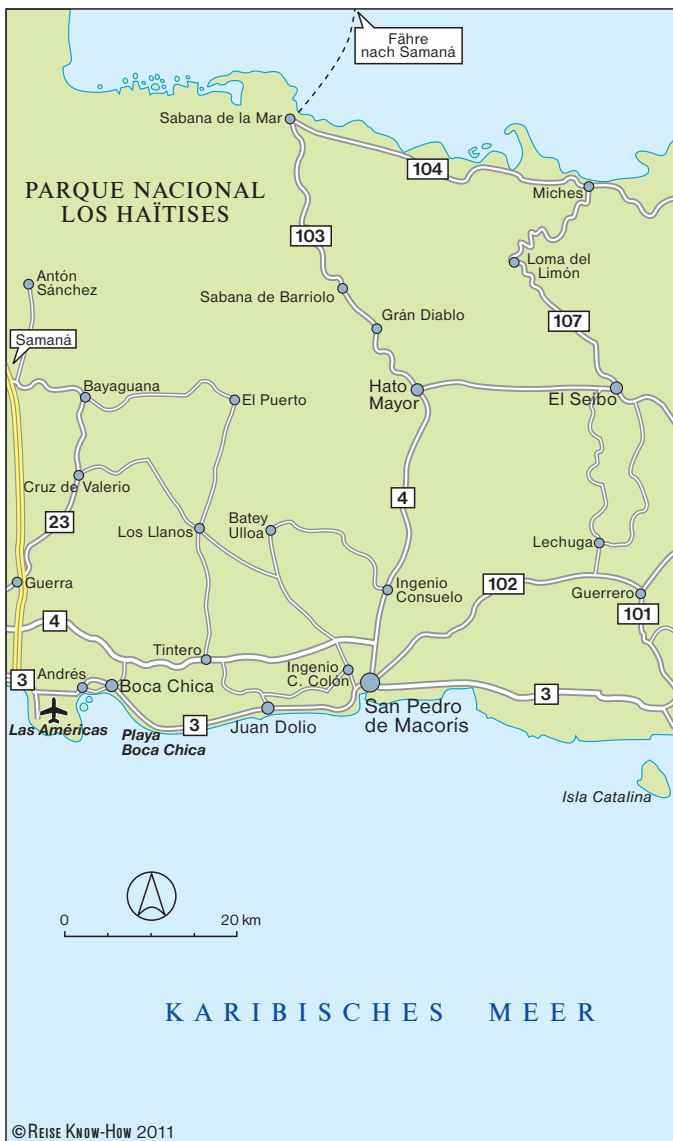 Fähre
nach Samaná
Sabana de la Mar
104
PARQUE NACIONAL
LOS HAÏTISES
Miches
103
Loma del
Limón
Antón
Sánchez
Sabana de Barriolo
Grán Diablo
107
Samaná
Hato
Mayor
El Seibo
Bayaguana
El Puerto
Cruz de Valerio
4
23
Los Llanos
Batey
Ulloa
Lechuga
Guerra
Ingenio
Consuelo
102
Guerrero
101
4
Tintero
3
Andrés
Boca Chica
Ingenio
C. Colón
3
San Pedro
de Macorís
Las Américas
Playa
Boca Chica
3
Juan Dolio
Isla Catalina
0
20 km
KARIBISCHES MEER
© REISE KNOW-HOW 2011